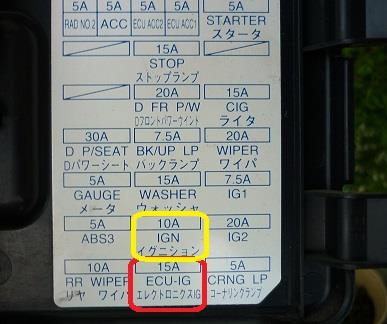 5A 5A 5A 5A 5A
RAD NO.2 ACC ECU ACC2 ECU ACC1 STARTER
スタータ
15A
STOP
ストップランプ
20A 15A
D FR P/W CIG
Dフロントパワーウイント ライタ
30A 7.5A 20A
D P/SEAT BK/UP LP WIPER
Dパワーシート バックランプ ワイパ
5A 15A 7.5A
GAUGE WASHER IG1
メータ ウォッシャ
5A 10A 20A
ABS3 IGN IG2
イグニション
10A 15A 5A
RR WIPER ECU-IG CRNG LP
リヤ ワイパ エレクトロニクスIG コーナリングランプ